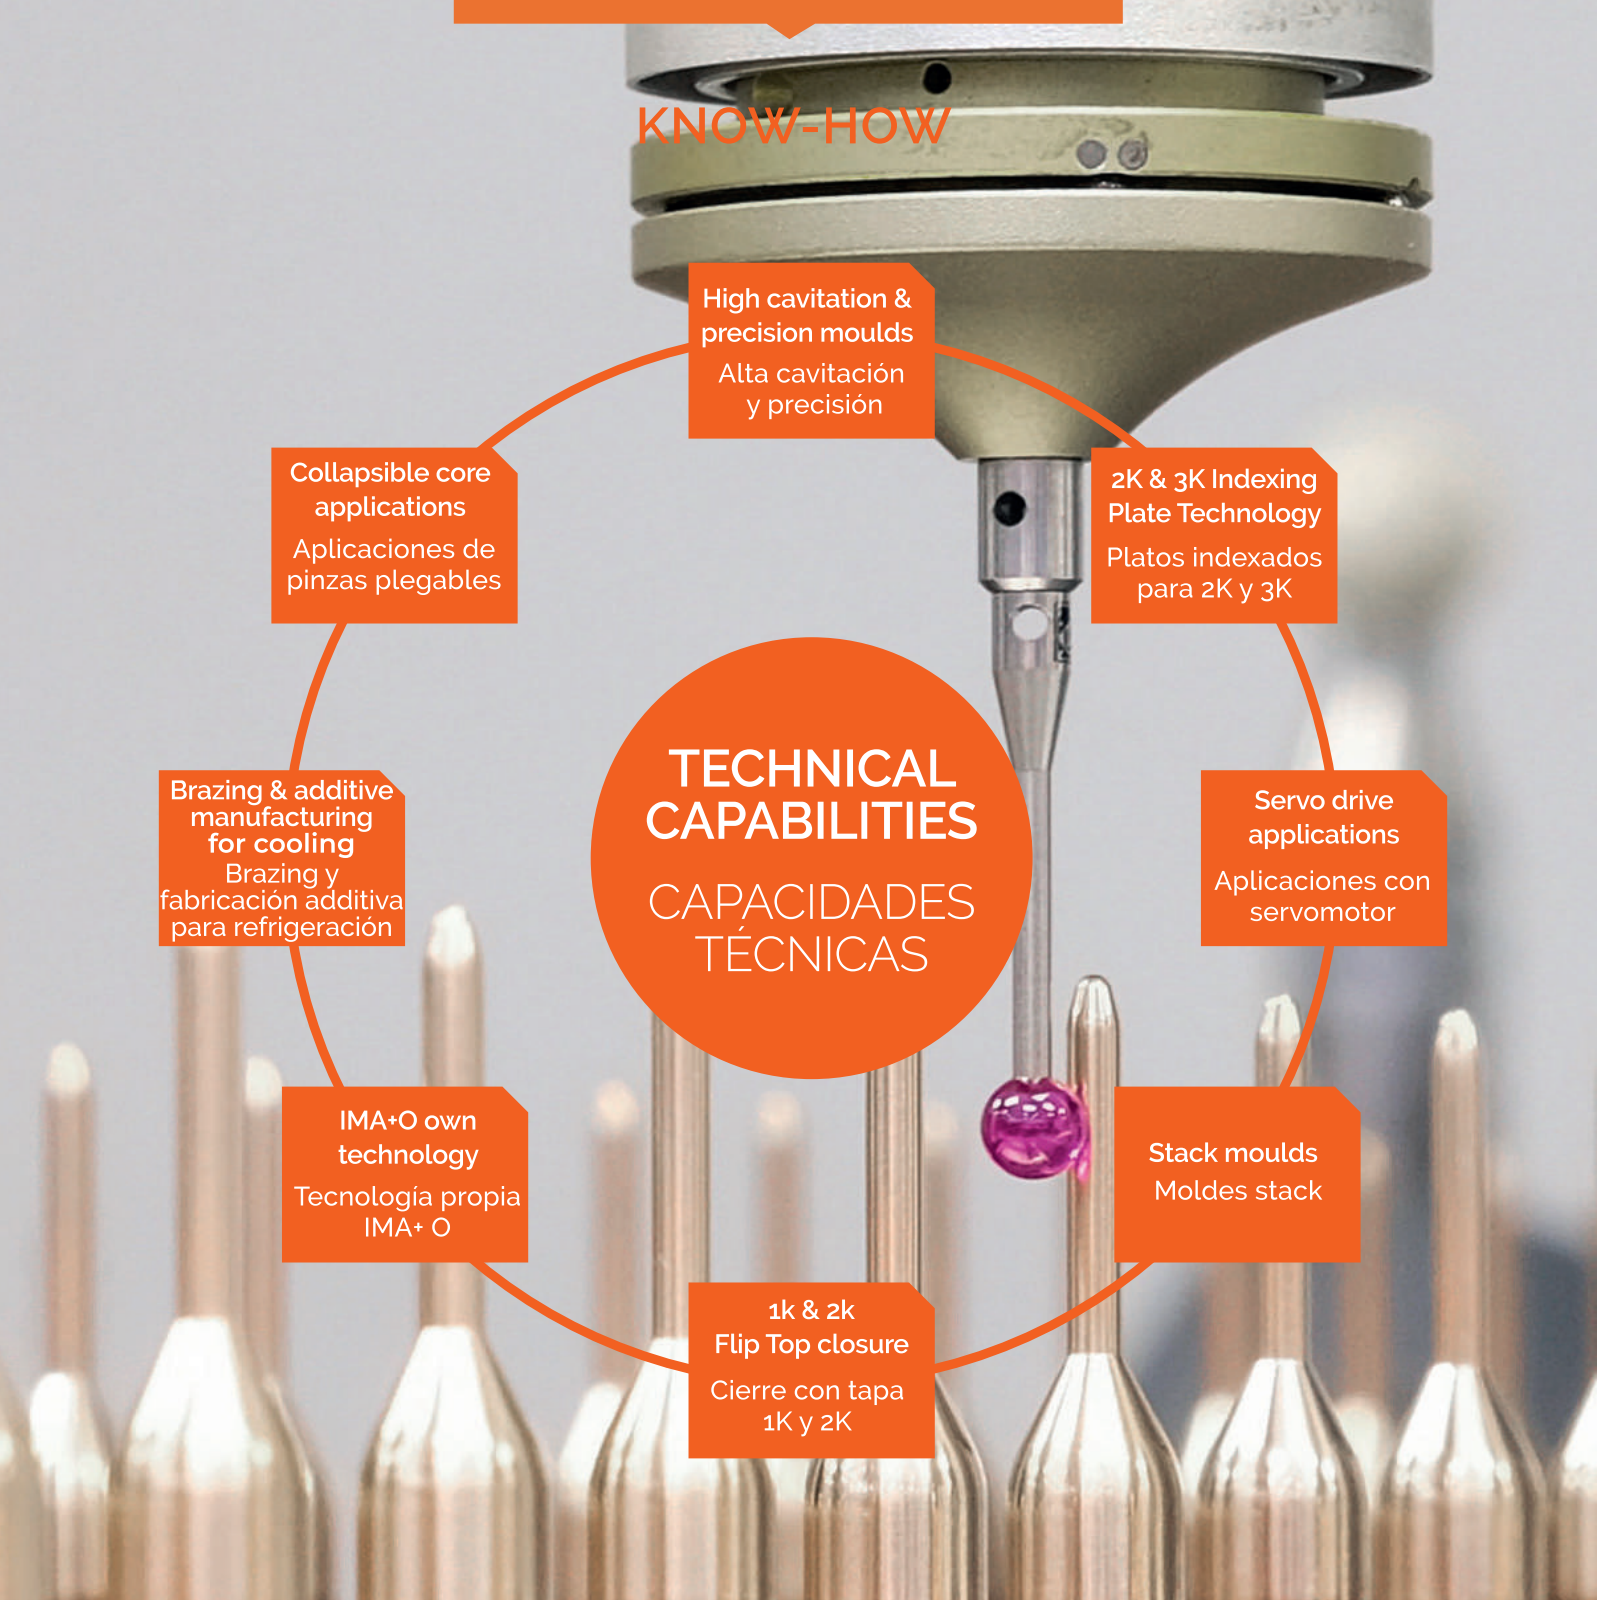 KNOW-HOW
High cavitation &
precision moulds
Alta cavitación
y precisión
2K & 3K Indexing
Plate Technology
Platos indexados
para 2K y 3K
Servo drive
applications
Aplicaciones con
servomotor
Stack moulds
Moldes stack
1k & 2k
Flip Top closure
Cierre con tapa
1K y 2K
IMA+O own
technology
Tecnología propia
IMA+ O
Brazing & additive
manufacturing
for cooling
Brazing y
fabricación additiva
para refrigeración
Collapsible core
applications
Aplicaciones de
pinzas plegables
TECHNICAL
CAPABILITIES
CAPACIDADES
TÉCNICAS